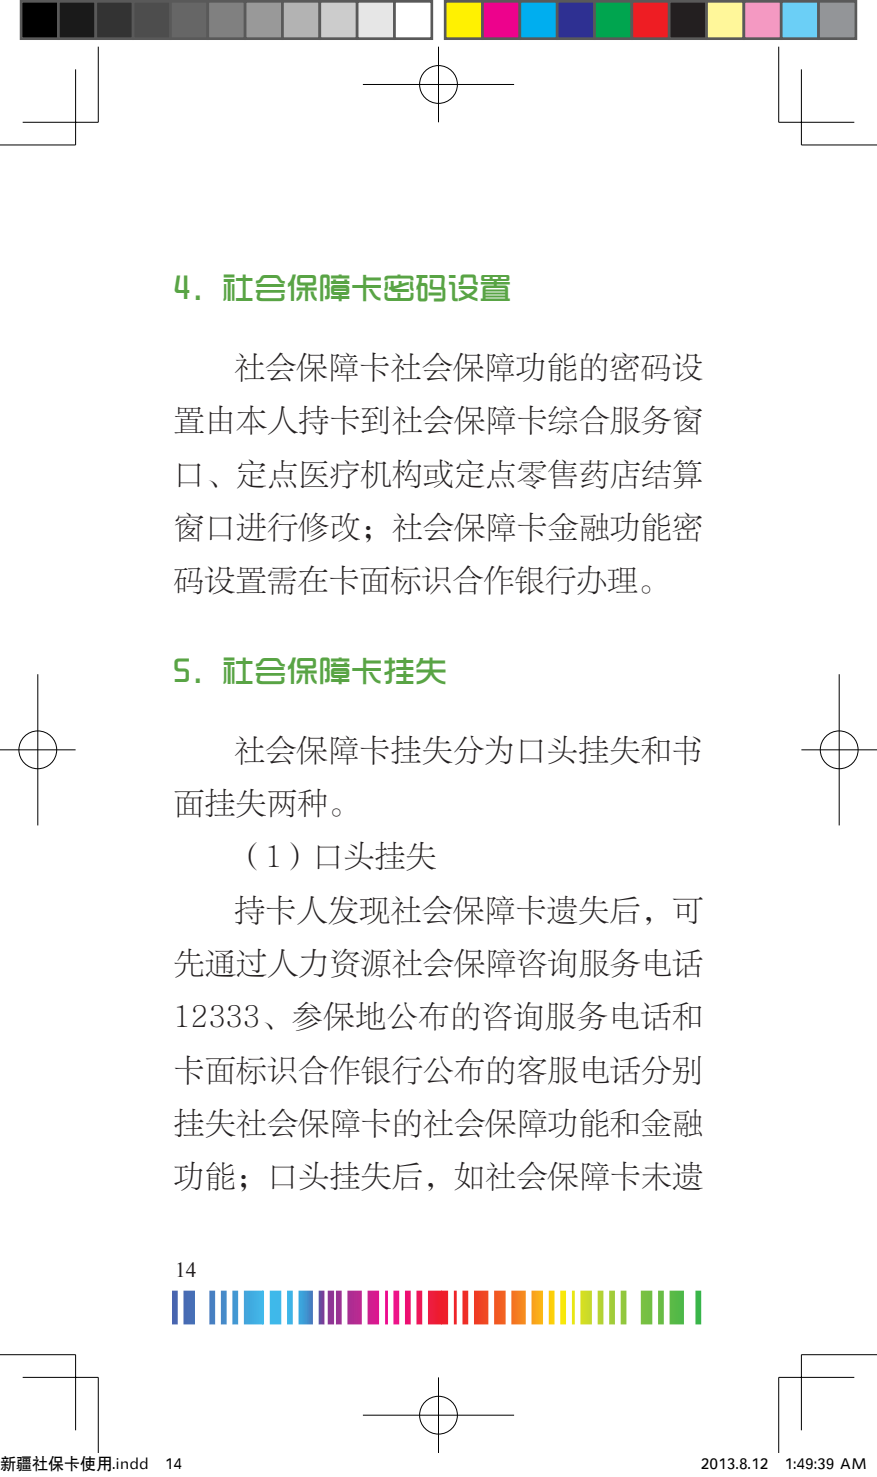 4. 社会保障卡密码设置
社会保障卡社会保障功能的密码设
置由本人持卡到社会保障卡综合服务窗
口、定点医疗机构或定点零售药店结算
窗口进行修改；社会保障卡金融功能密
码设置需在卡面标识合作银行办理。
5. 社会保障卡挂失
社会保障卡挂失分为口头挂失和书
面挂失两种。
（1）口头挂失
持卡人发现社会保障卡遗失后，可
先通过人力资源社会保障咨询服务电话
12333、参保地公布的咨询服务电话和
卡面标识合作银行公布的客服电话分别
挂失社会保障卡的社会保障功能和金融
功能；口头挂失后，如社会保障卡未遗
14
新疆社保卡使用.indd 14 2013.8.12 1:49:39 AM